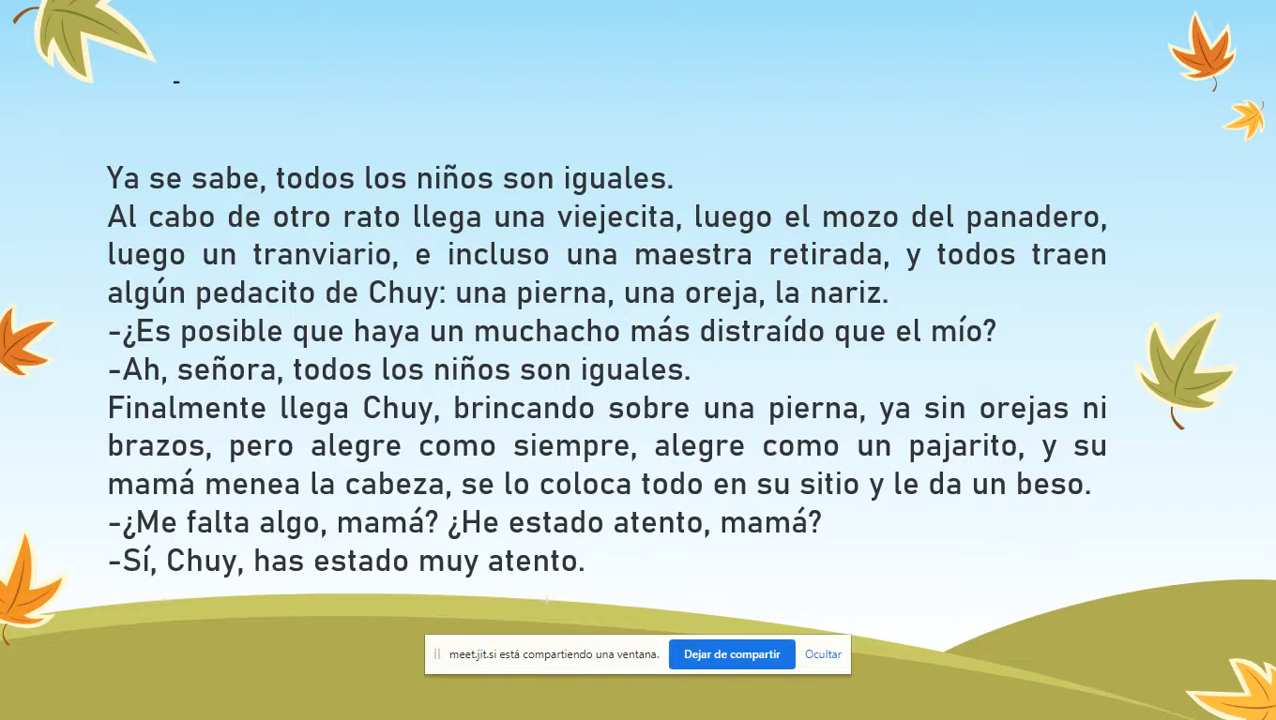 -
Ya se sabe, todos los niños son iguales.
Al cabo de otro rato llega una viejecita, luego el mozo del panadero,
luego un tranviario, e incluso una maestra retirada, y todos traen
algún pedacito de Chuy: una pierna, una oreja, la nariz.
-¿Es posible que haya un muchacho más distraído que el mío?
-Ah, señora, todos los niños son iguales.
Finalmente llega Chuy, brincando sobre una pierna, ya sin orejas ni
brazos, pero alegre como siempre, alegre como un pajarito, y su
mamá menea la cabeza, se lo coloca todo en su sitio y le da un beso.
-¿Me falta algo, mamá? ¿He estado atento, mamá?
-Sí, Chuy, has estado muy atento.
meet.jit.si está compartiendo una ventana. Dejar de compartir Ocultar